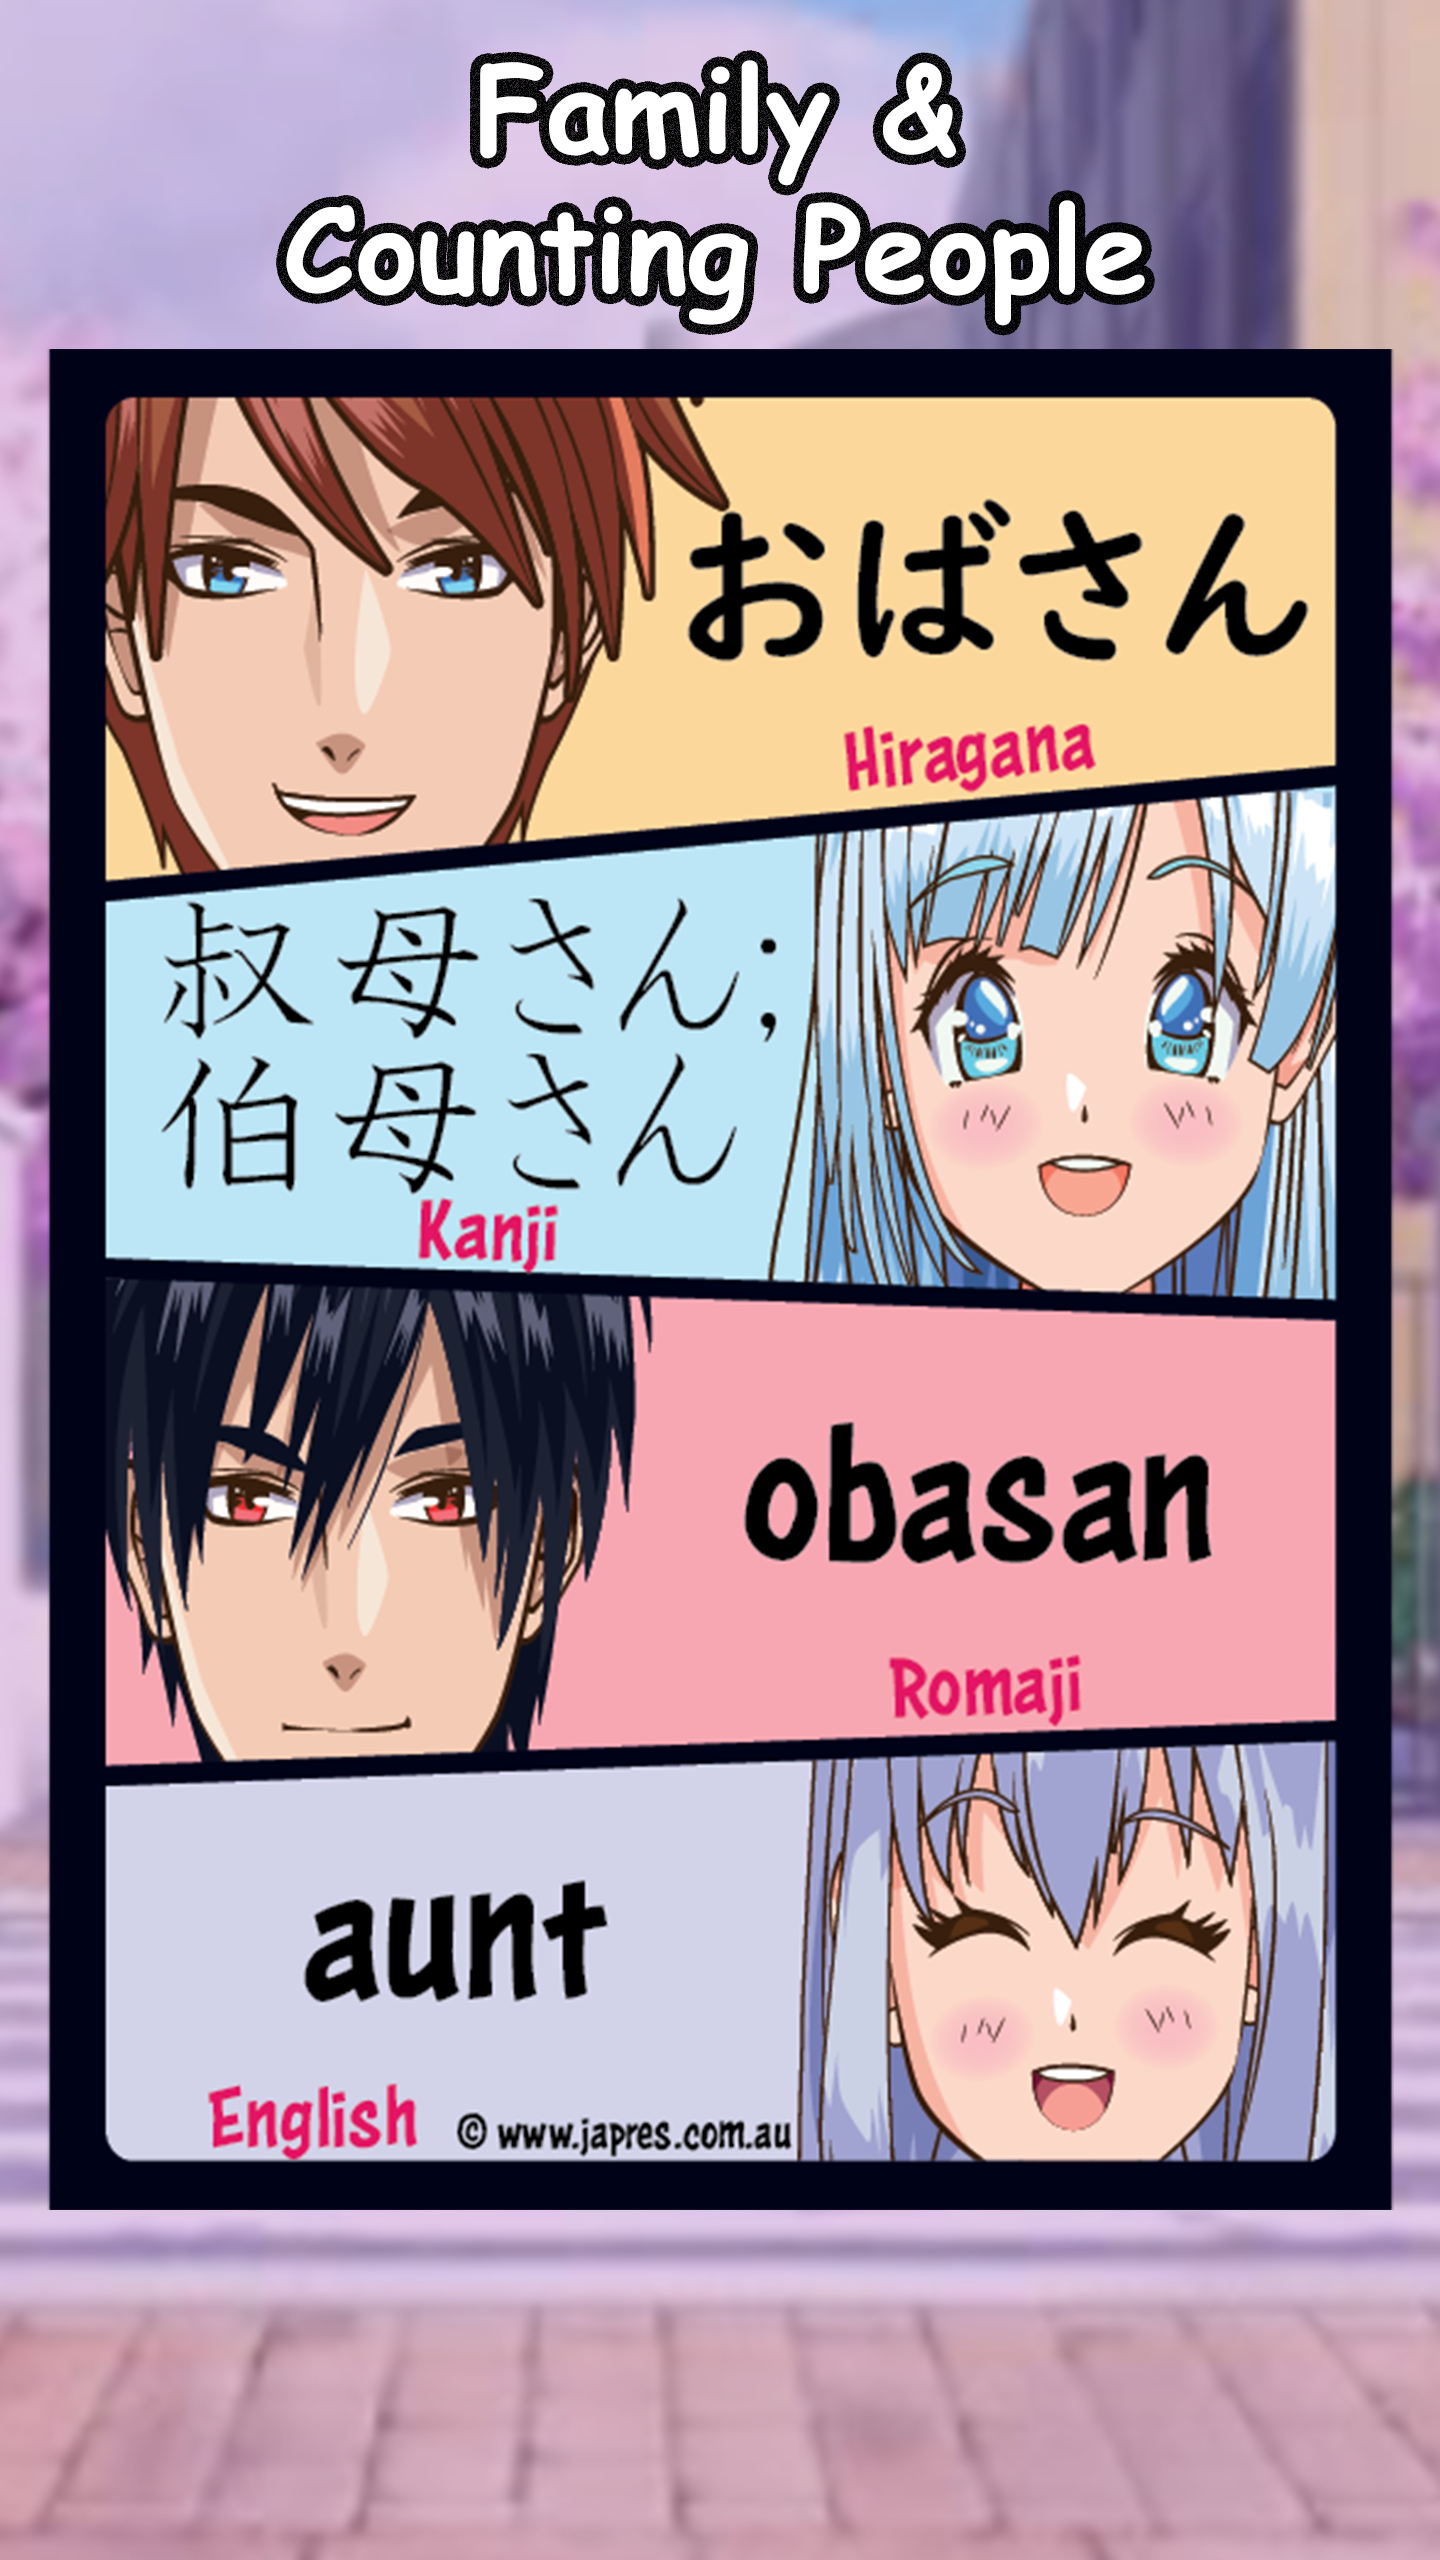 Family &
Counting People
おばさん
Hiragana
叔母さん;
伯母さん
Kanji
obasan
Romaji
aunt
English
© www.japres.com.au